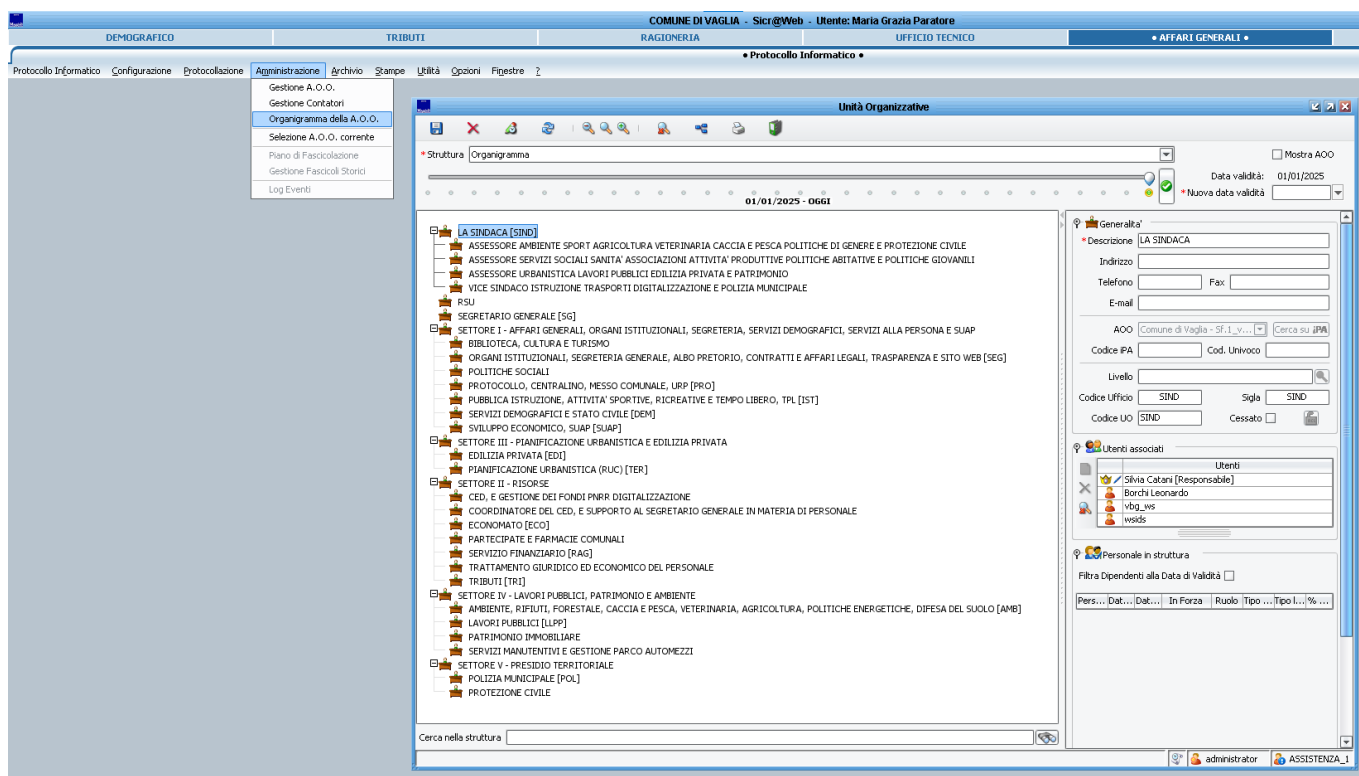 COMUNE DI VAGLIA - Sicr@Web - Utente: Maria Grazia Paratore
DEMOGRAFICO TRIBUTI RAGIONERIA UFFICIO TECNICO • AFFARI GENERALI •
• Protocollo Informatico •
Protocollo Informatico Configurazione Protocollazione Amministrazione Archivio Stampe Utilità Opzioni Finestre ?
Gestione A.O.O.
Gestione Contatori
Organigramma della A.O.O.
Selezione A.O.O. corrente
Piano di Fascicolazione
Gestione Fascicoli Storici
Log Eventi
Unità Organizzative
* Struttura Organigramma Mostra AOO
Data validità: 01/01/2025
* Nuova data validità
01/01/2025 - OGGI
LA SINDACA [SIND]
ASSESSORE AMBIENTE SPORT AGRICOLTURA VETERINARIA CACCIA E PESCA POLITICHE DI GENERE E PROTEZIONE CIVILE
ASSESSORE SERVIZI SOCIALI SANITA' ASSOCIAZIONI ATTIVITA' PRODUTTIVE POLITICHE ABITATIVE E POLITICHE GIOVANILI
ASSESSORE URBANISTICA LAVORI PUBBLICI EDILIZIA PRIVATA E PATRIMONIO
VICE SINDACO ISTRUZIONE TRASPORTI DIGITALIZZAZIONE E POLIZIA MUNICIPALE
RSU
SEGRETARIO GENERALE [SG]
SETTORE I - AFFARI GENERALI, ORGANI ISTITUZIONALI, SEGRETERIA, SERVIZI DEMOGRAFICI, SERVIZI ALLA PERSONA E SUAP
BIBLIOTECA, CULTURA E TURISMO
ORGANI ISTITUZIONALI, SEGRETERIA GENERALE, ALBO PRETORIO, CONTRATTI E AFFARI LEGALI, TRASPARENZA E SITO WEB [SEG]
POLITICHE SOCIALI
PROTOCOLLO, CENTRALINO, MESSO COMUNALE, URP [PRO]
PUBBLICA ISTRUZIONE, ATTIVITA' SPORTIVE, RICREATIVE E TEMPO LIBERO, TPL [IST]
SERVIZI DEMOGRAFICI E STATO CIVILE [DEM]
SVILUPPO ECONOMICO, SUAP [SUAP]
SETTORE III - PIANIFICAZIONE URBANISTICA E EDILIZIA PRIVATA
EDILIZIA PRIVATA [EDI]
PIANIFICAZIONE URBANISTICA (RUC) [TER]
SETTORE II - RISORSE
CED, E GESTIONE DEI FONDI PNRR DIGITALIZZAZIONE
COORDINATORE DEL CED, E SUPPORTO AL SEGRETARIO GENERALE IN MATERIA DI PERSONALE
ECONOMATO [ECO]
PARTECIPATE E FARMACIE COMUNALI
SERVIZIO FINANZIARIO [RAG]
TRATTAMENTO GIURIDICO ED ECONOMICO DEL PERSONALE
TRIBUTI [TRI]
SETTORE IV - LAVORI PUBBLICI, PATRIMONIO E AMBIENTE
AMBIENTE, RIFIUTI, FORESTALE, CACCIA E PESCA, VETERINARIA, AGRICOLTURA, POLITICHE ENERGETICHE, DIFESA DEL SUOLO [AMB]
LAVORI PUBBLICI [LLPP]
PATRIMONIO IMMOBILIARE
SERVIZI MANUTENTIVI E GESTIONE PARCO AUTOMEZZI
SETTORE V - PRESIDIO TERRITORIALE
POLIZIA MUNICIPALE [POL]
PROTEZIONE CIVILE
Cerca nella struttura
Generalita'
* Descrizione LA SINDACA
Indirizzo
Telefono Fax
E-mail
AOO Comune di Vaglia - Sf.1_v... Cerca su iPA
Codice iPA Cod. Univoco
Livello
Codice Ufficio SIND Sigla SIND
Codice UO SIND Cessato
Utenti associati
Utenti
Silvia Catani [Responsabile]
Borchi Leonardo
vbg_ws
wsids
Personale in struttura
Filtra Dipendenti alla Data di Validità
Pers... Dat... Dat... In Forza Ruolo Tipo ... Tipo l... % ...
administrator ASSISTENZA_1